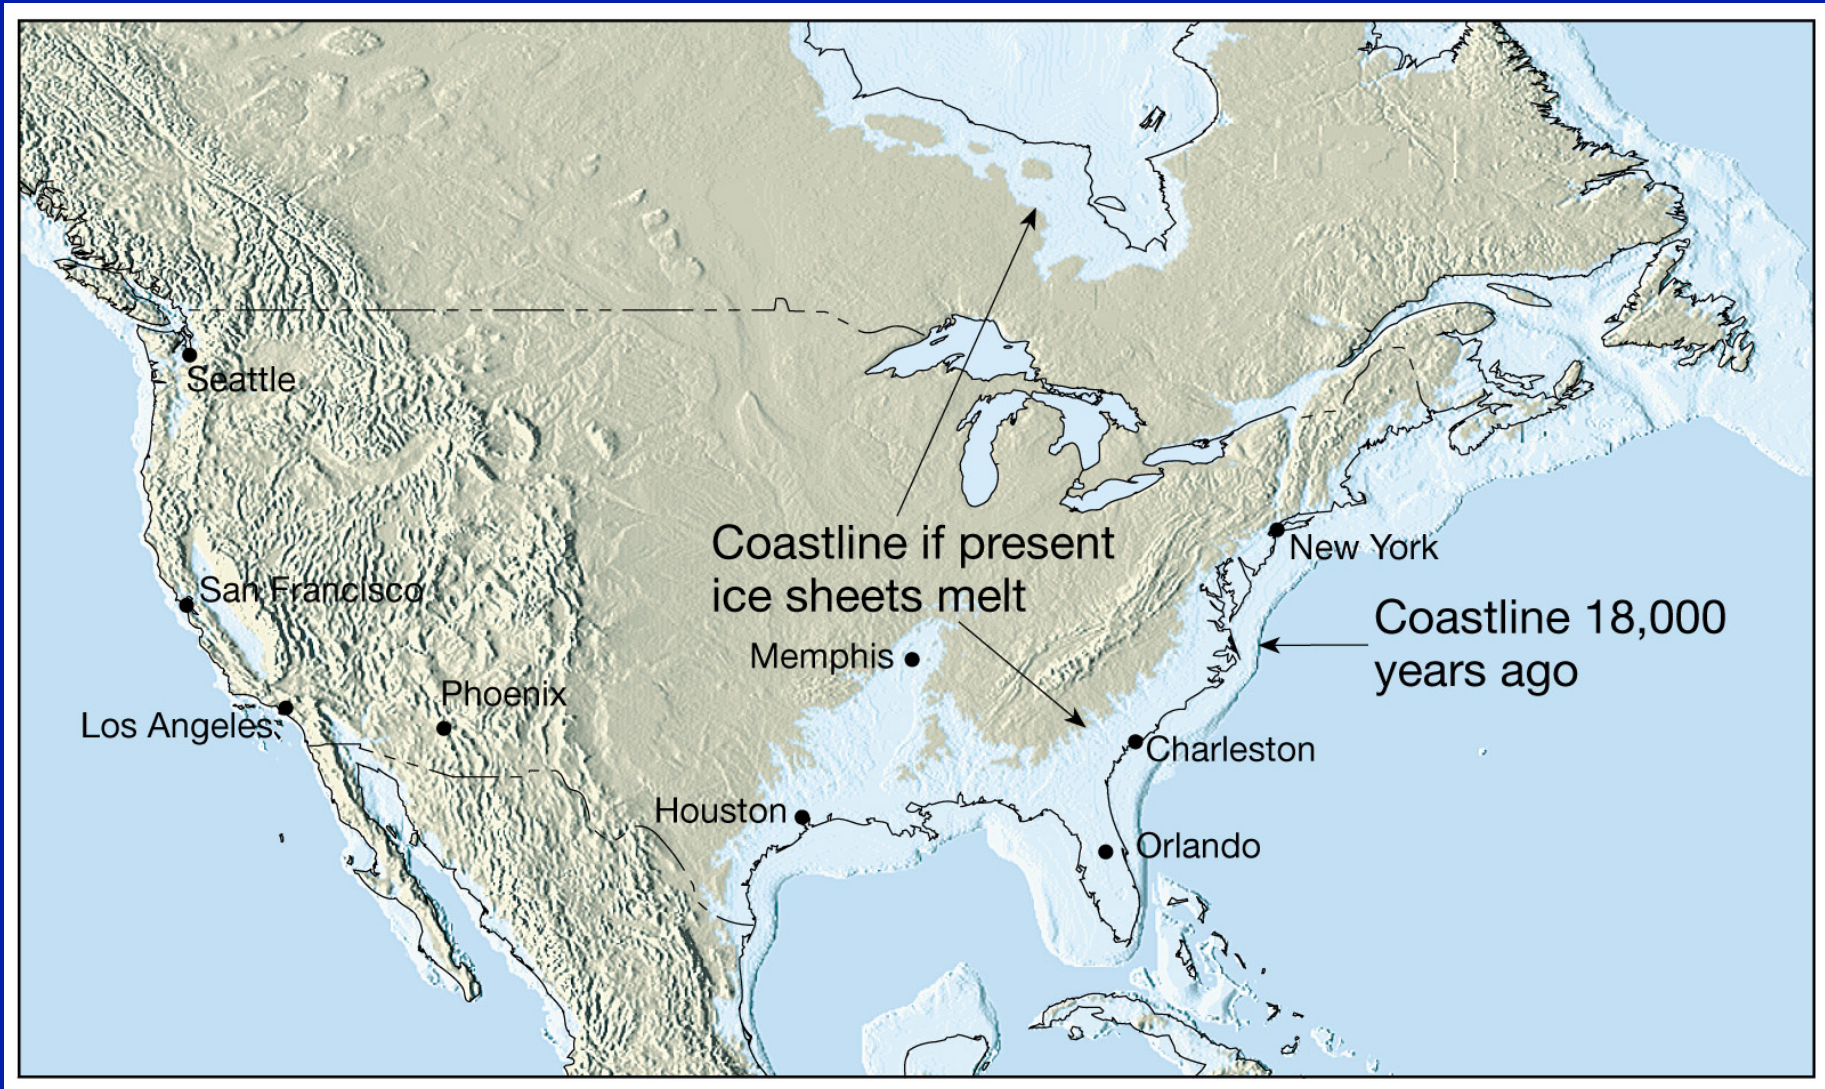 Seattle
Coastline if present
ice sheets melt
New York
San Francisco
Coastline 18,000
years ago
Memphis
Phoenix
Los Angeles
Charleston
Houston
Orlando